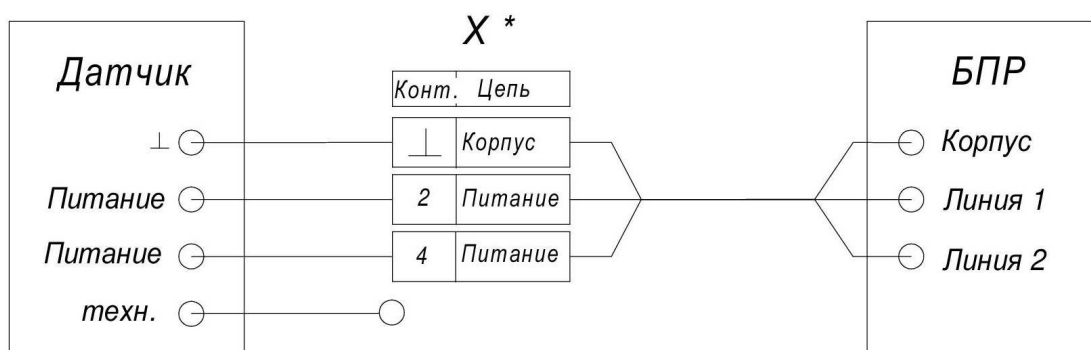 X *
Датчик
БПР
Конт. Цепь
⊥ ⊥ Корпус Корпус
Питание 2 Питание Линия 1
Питание 4 Питание Линия 2
техн.